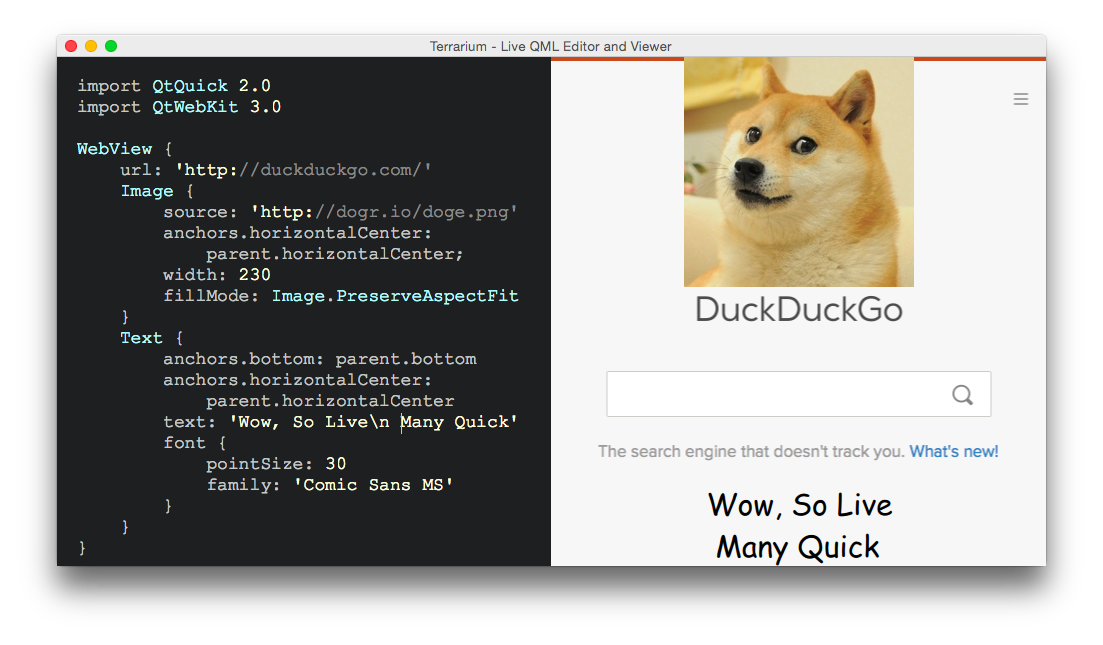 Terrarium - Live QML Editor and Viewer
import QtQuick 2.0
import QtWebKit 3.0
WebView {
url: 'http://duckduckgo.com/'
Image {
source: 'http://dogr.io/doge.png'
anchors.horizontalCenter:
parent.horizontalCenter;
width: 230
fillMode: Image.PreserveAspectFit
}
Text {
anchors.bottom: parent.bottom
anchors.horizontalCenter:
parent.horizontalCenter
text: 'Wow, So Live\n Many Quick'
font {
pointSize: 30
family: 'Comic Sans MS'
}
}
}
DuckDuckGo
The search engine that doesn't track you. What's new!
Wow, So Live
Many Quick